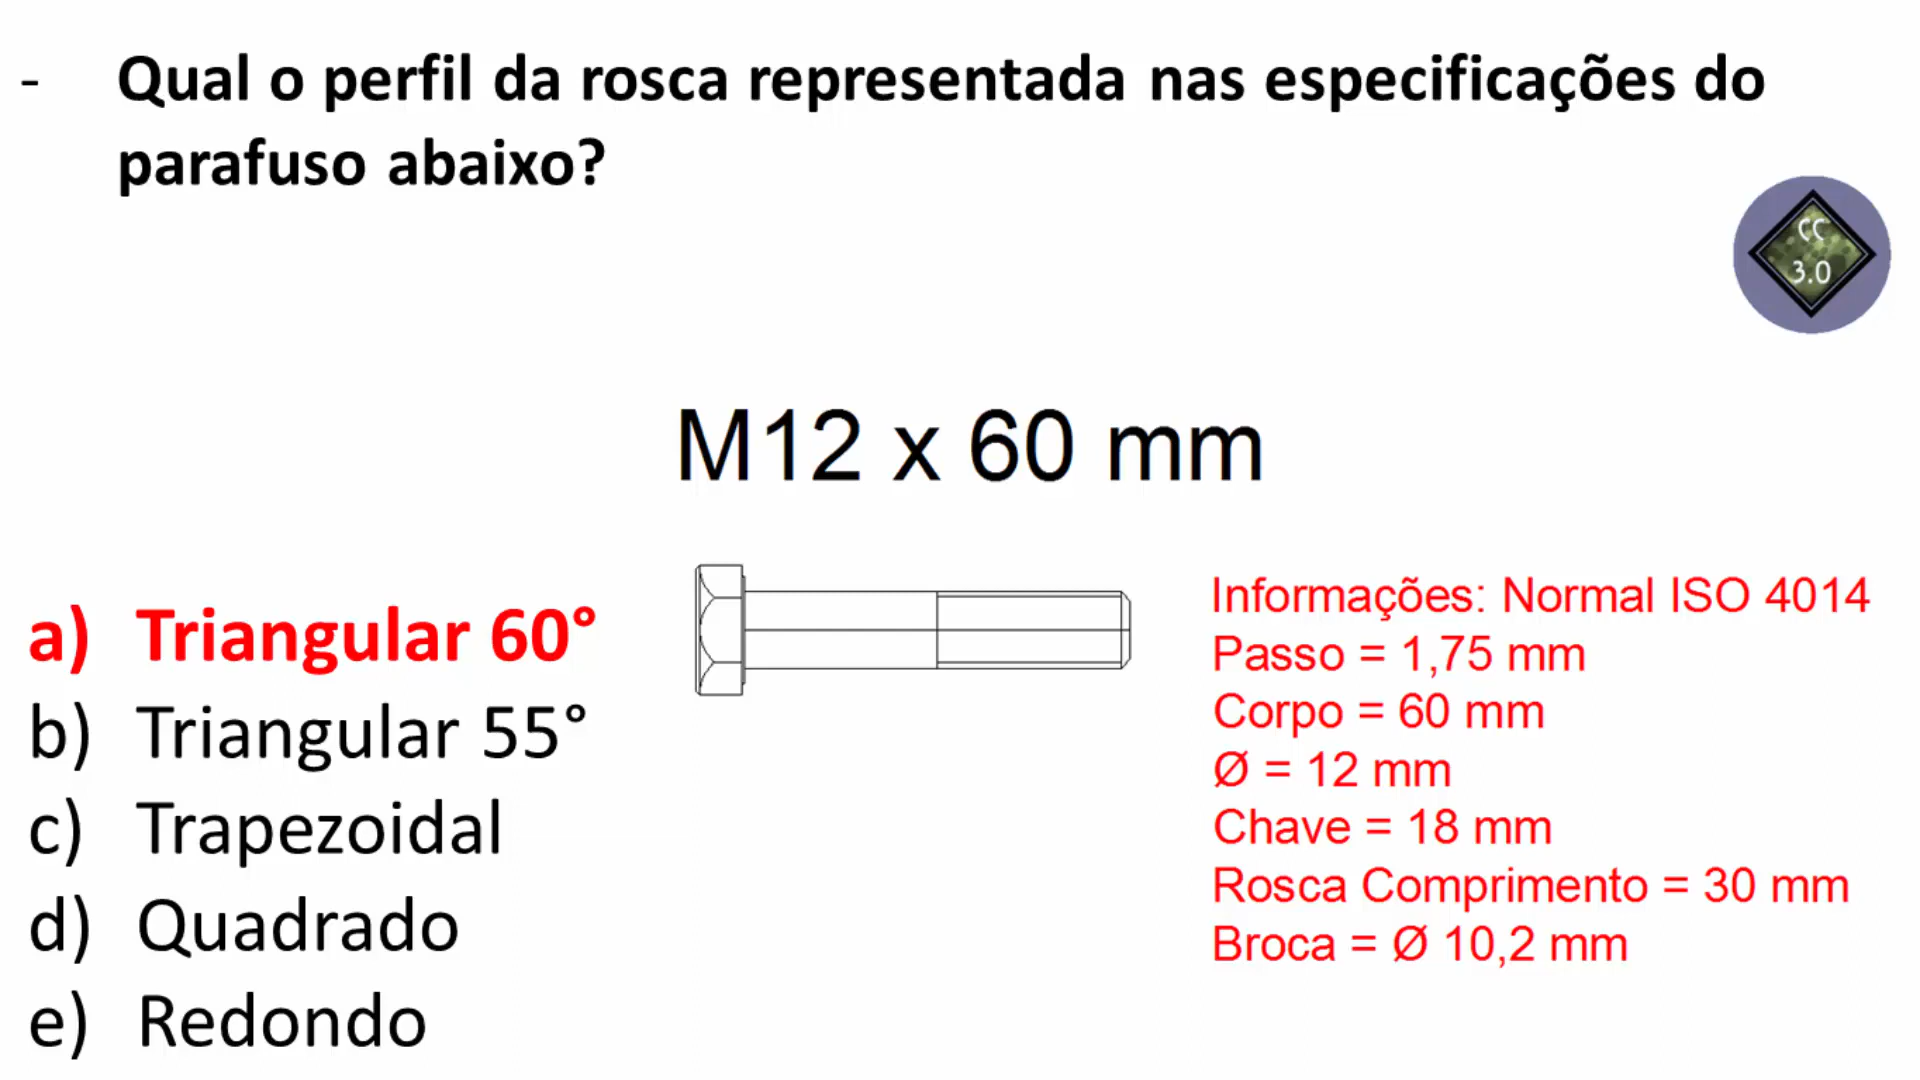 - Qual o perfil da rosca representada nas especificações do
parafuso abaixo?
CC
3.0
M12 x 60 mm
a) Triangular 60°
b) Triangular 55°
c) Trapezoidal
d) Quadrado
e) Redondo
Informações: Normal ISO 4014
Passo = 1,75 mm
Corpo = 60 mm
Ø = 12 mm
Chave = 18 mm
Rosca Comprimento = 30 mm
Broca = Ø 10,2 mm